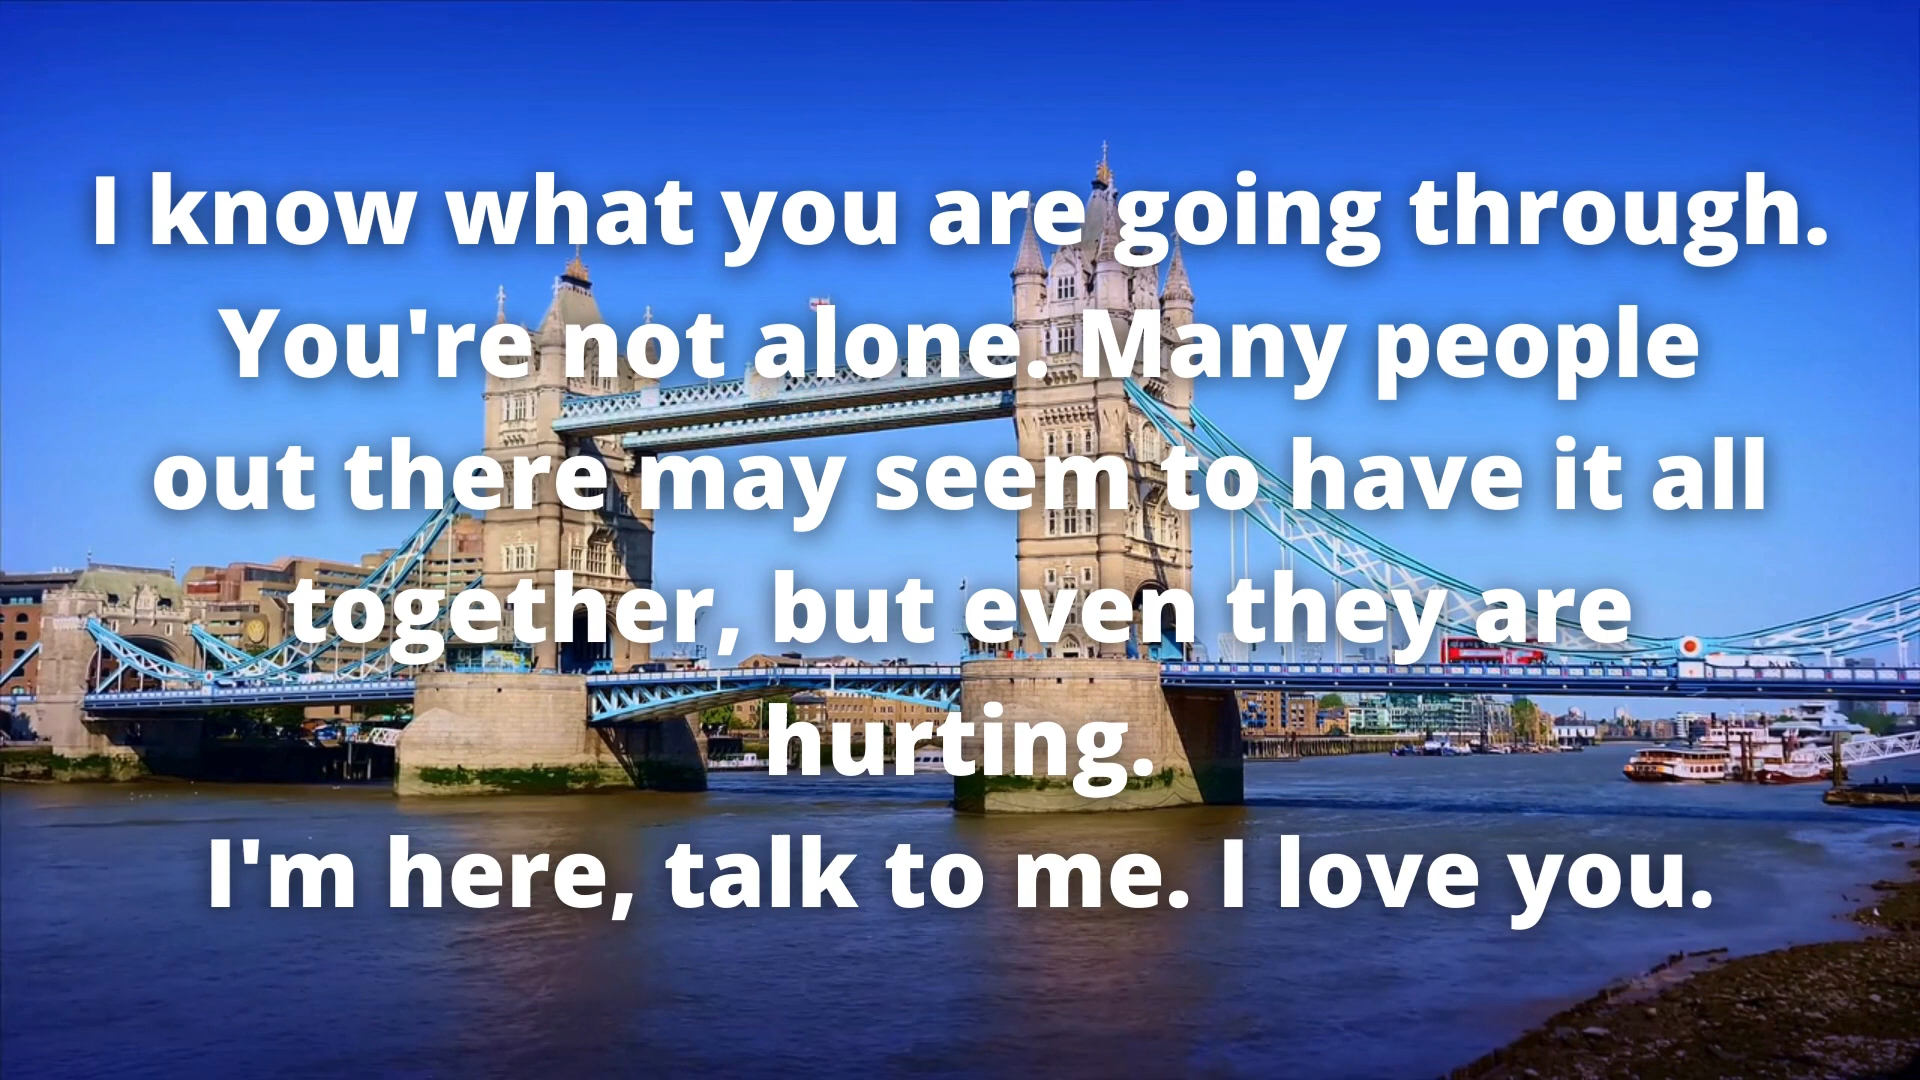 I know what you are going through.
You're not alone. Many people
out there may seem to have it all
together, but even they are
hurting.
I'm here, talk to me. I love you.